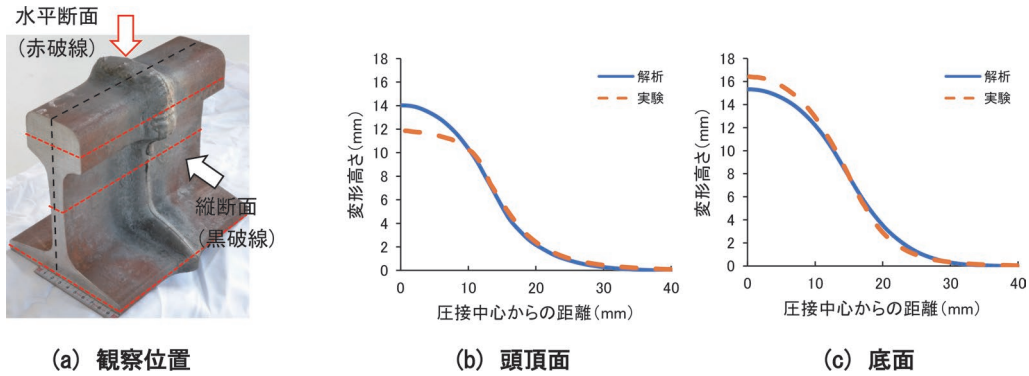 水平断面
(赤破線)
縦断面
(黒破線)
(a) 観察位置
18
16
14
12
10
8
6
4
2
0
変形高さ(mm)
解析
実験
0 10 20 30 40
圧接中心からの距離(mm)
(b) 頭頂面
18
16
14
12
10
8
6
4
2
0
変形高さ(mm)
解析
実験
0 10 20 30 40
圧接中心からの距離(mm)
(c) 底面